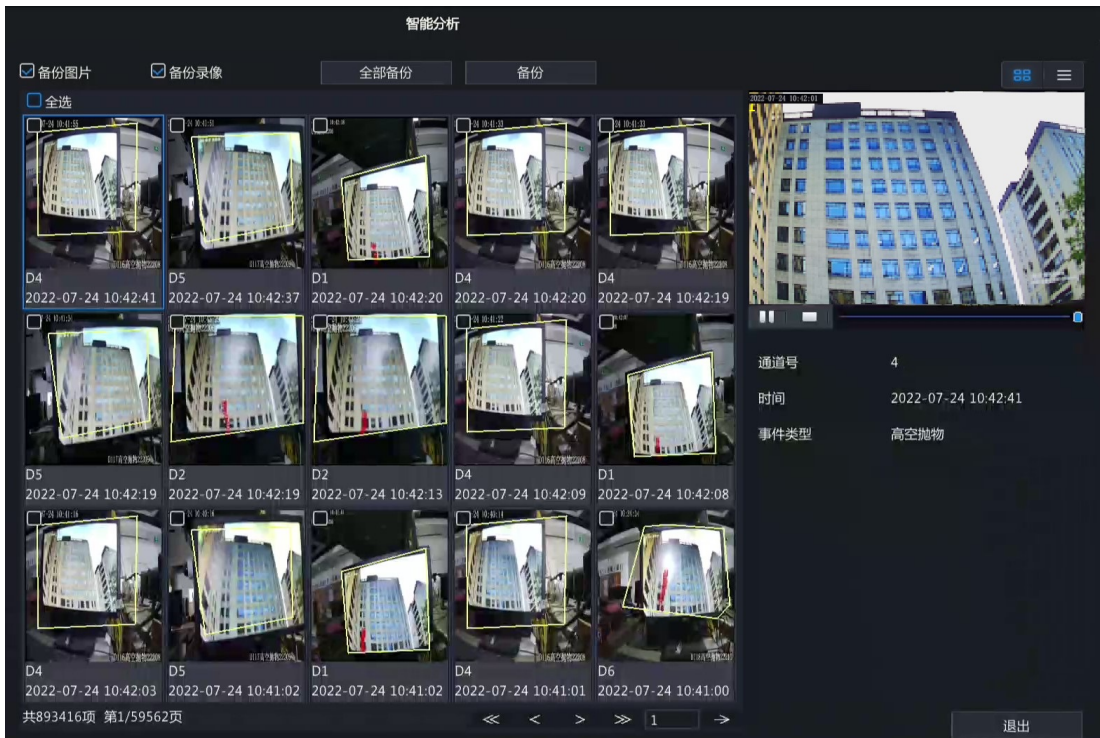 智能分析
备份图片 备份录像 全部备份 备份
全选
2022-07-24 10:42:01
D4 D5 D1 D4 D4
2022-07-24 10:42:41 2022-07-24 10:42:37 2022-07-24 10:42:20 2022-07-24 10:42:20 2022-07-24 10:42:19
通道号 4
时间 2022-07-24 10:42:41
事件类型 高空抛物
D5 D2 D2 D4 D1
2022-07-24 10:42:19 2022-07-24 10:42:19 2022-07-24 10:42:13 2022-07-24 10:42:09 2022-07-24 10:42:08
D4 D5 D1 D4 D6
2022-07-24 10:42:03 2022-07-24 10:41:02 2022-07-24 10:41:02 2022-07-24 10:41:01 2022-07-24 10:41:00
共893416项 第1/59562页 1
退出